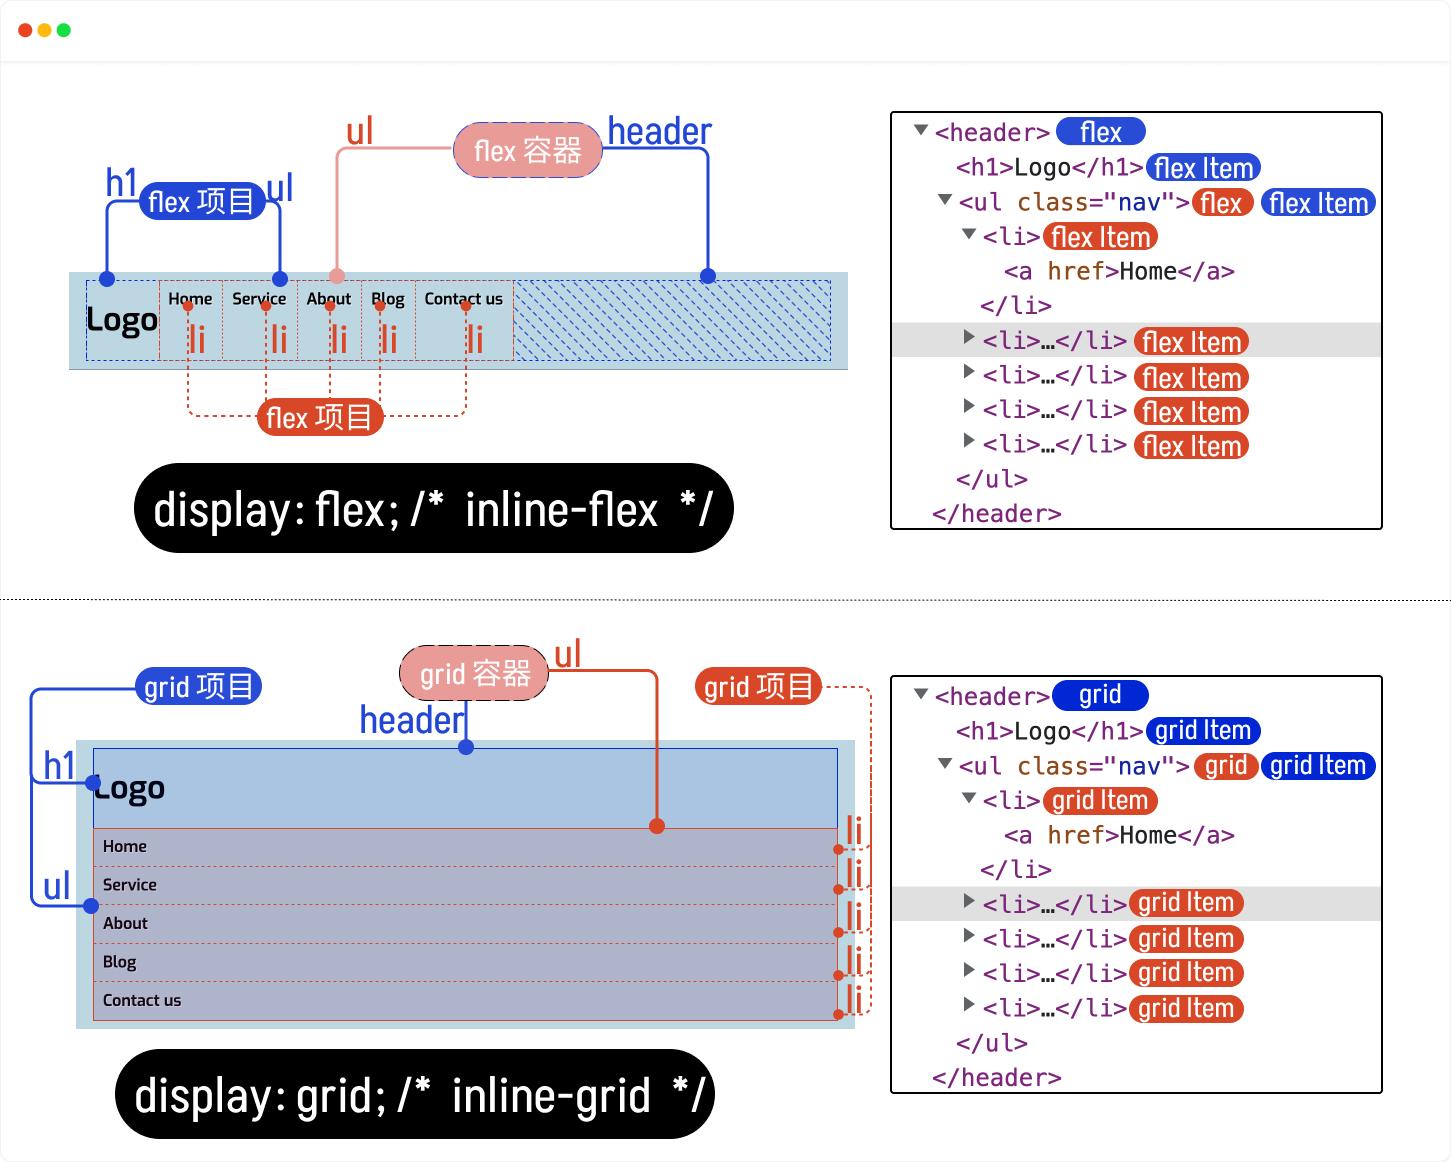 ul
flex 容器
header
h1
flex 项目
ul
Home
Service
About
Blog
Contact us
Logo
li
li
li
li
li
flex 项目
display: flex; /* inline-flex */
<header> flex
<h1>Logo</h1> flex Item
<ul class="nav"> flex flex Item
<li> flex Item
<a href>Home</a>
</li>
<li>…</li> flex Item
<li>…</li> flex Item
<li>…</li> flex Item
<li>…</li> flex Item
</ul>
</header>
grid 项目
grid 容器
ul
grid 项目
header
h1
Logo
ul
Home
Service
About
Blog
Contact us
li
li
li
li
li
display: grid; /* inline-grid */
<header> grid
<h1>Logo</h1> grid Item
<ul class="nav"> grid grid Item
<li> grid Item
<a href>Home</a>
</li>
<li>…</li> grid Item
<li>…</li> grid Item
<li>…</li> grid Item
<li>…</li> grid Item
</ul>
</header>